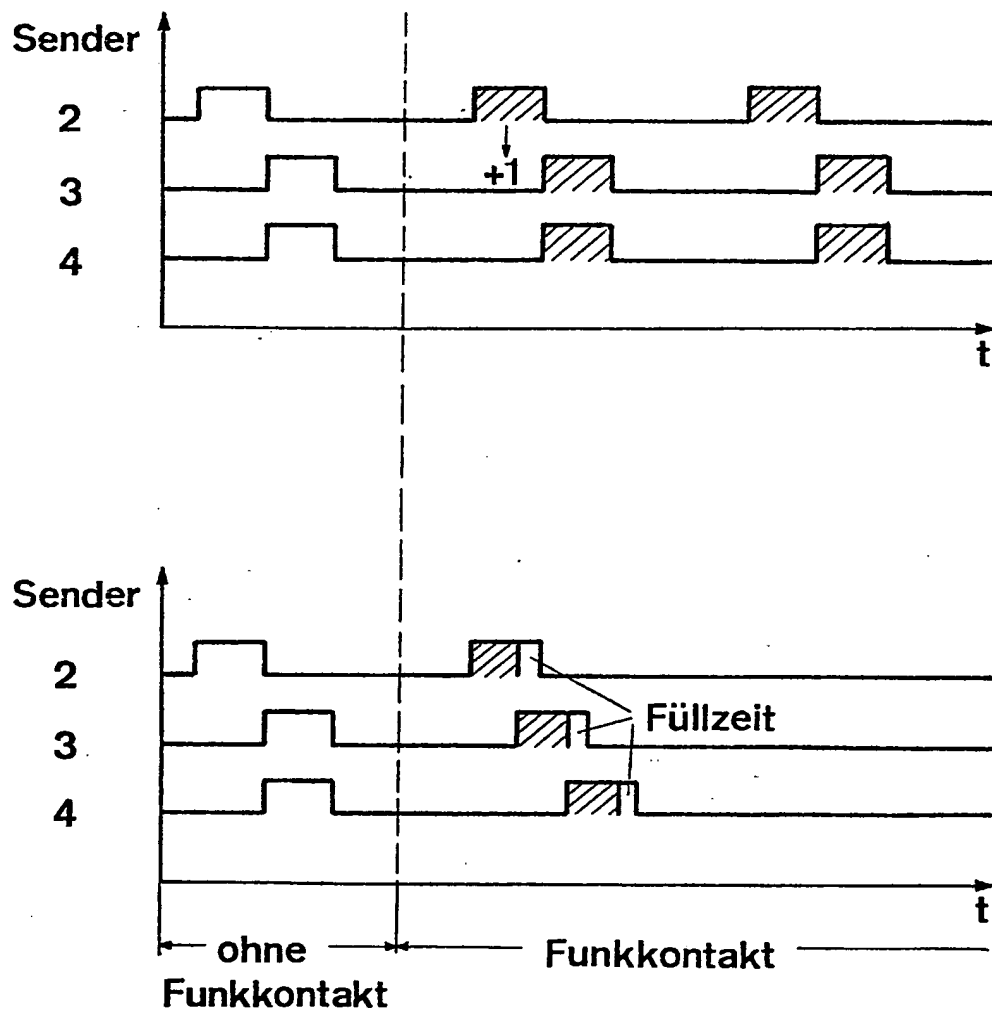 Sender
2
+1
3
4
t
Sender
2
Füllzeit
3
4
t
ohne Funkkontakt
Funkkontakt